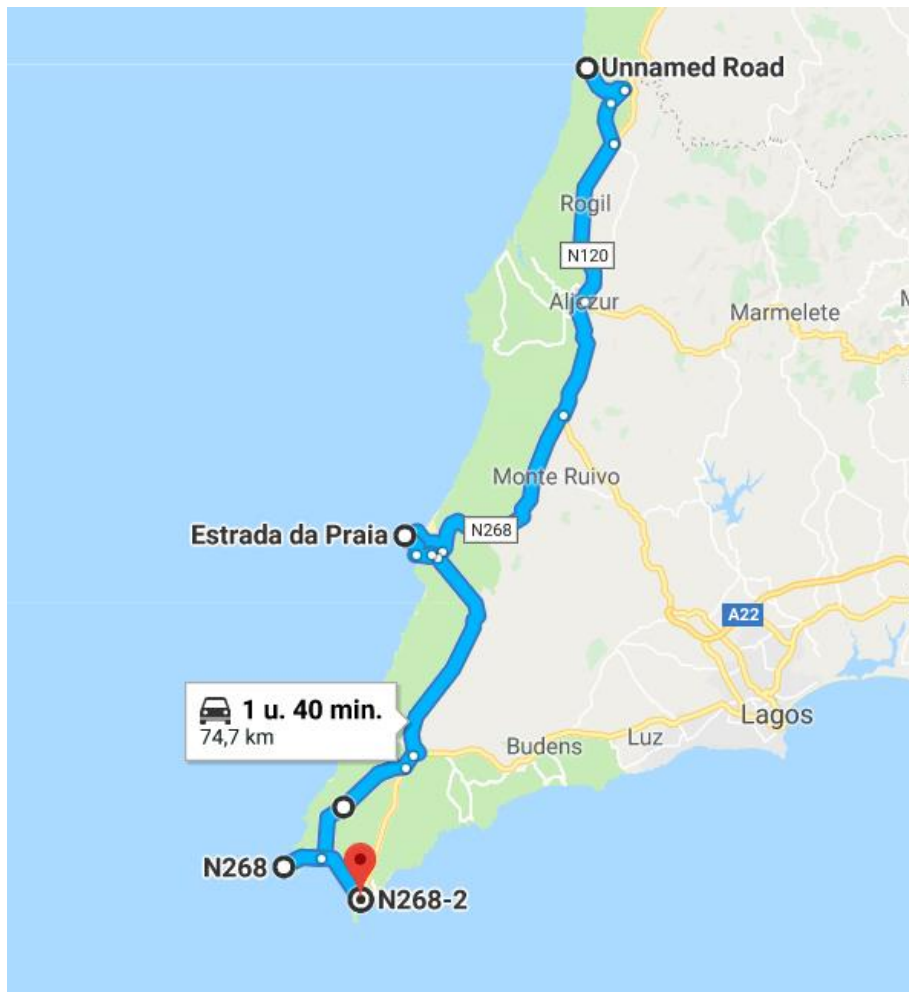 Unnamed Road
Rogil
N120
Aljezur
Marmelete
Monte Ruivo
Estrada da Praia
N268
A22
1 u. 40 min.
74,7 km
Lagos
Luz
Budens
N268
N268-2